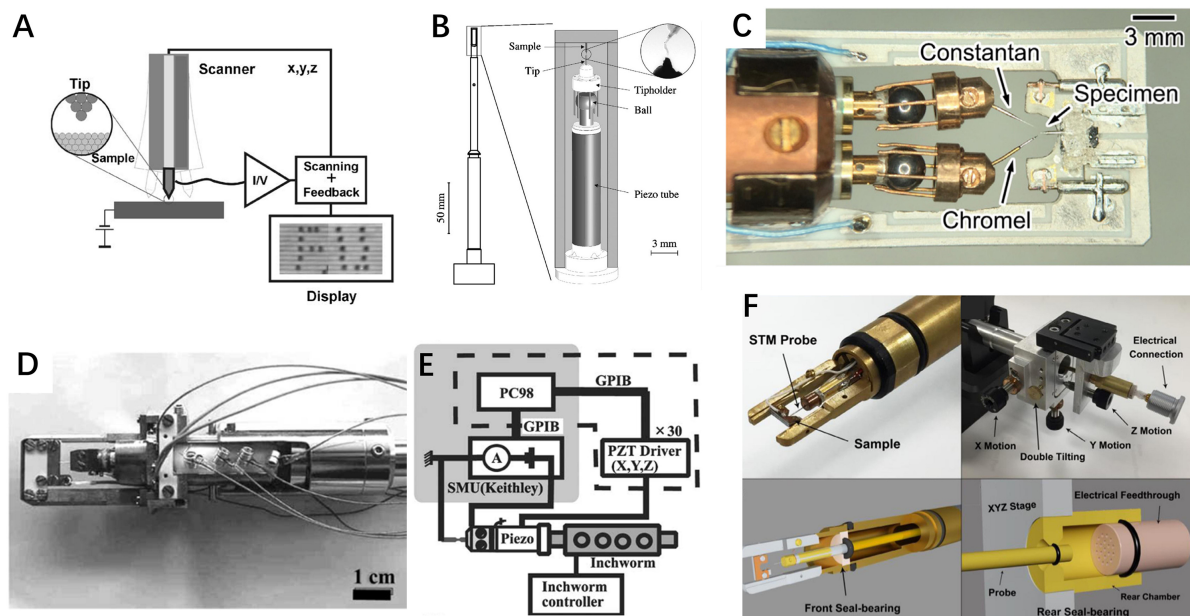 A
Scanner
x,y,z
Tip
Sample
I/V
Scanning
+
Feedback
Display
B
Sample
Tip
Tipholder
Ball
Piezo tube
50 mm
3 mm
C
3 mm
Constantan
Specimen
Chromel
D
1 cm
E
PC98
GPIB
GPIB
×30
A
SMU(Keithley)
PZT Driver
(X,Y,Z)
Piezo
Inchworm
Inchworm
controller
F
STM Probe
Sample
Electrical
Connection
X Motion
Z Motion
Y Motion
Double Tilting
Front Seal-bearing
XYZ Stage
Electrical Feedthrough
Probe
Rear Chamber
Rear Seal-bearing